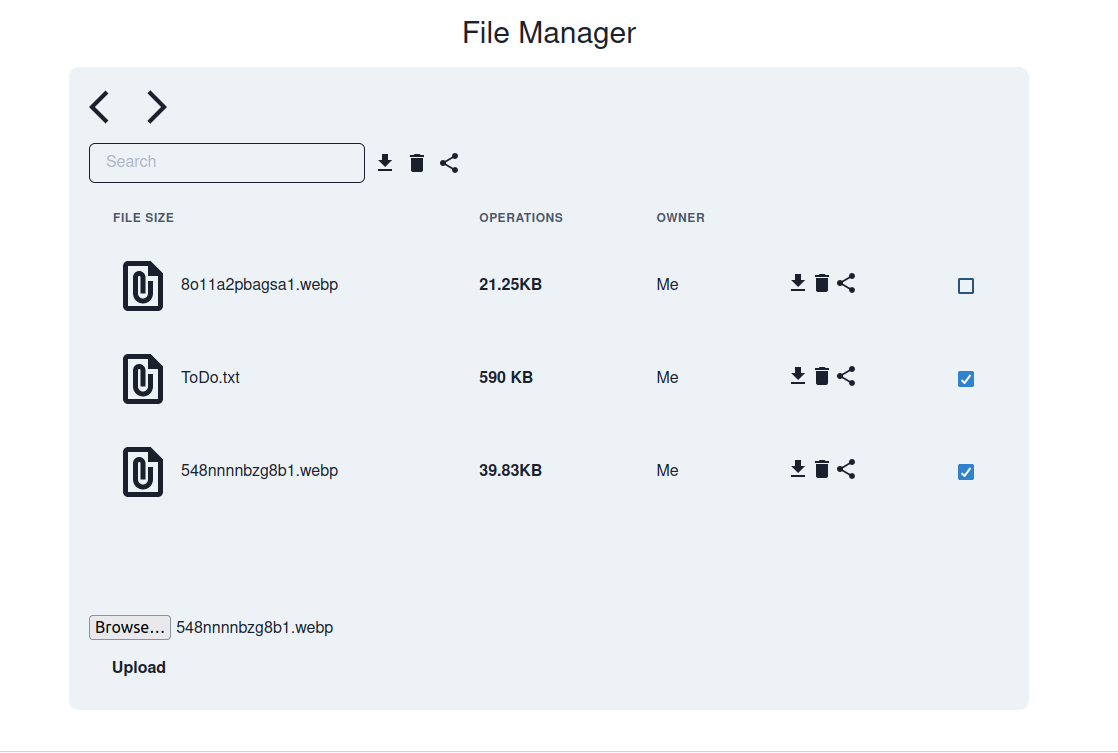 File Manager
Search
FILE SIZE OPERATIONS OWNER
8o11a2pbagsa1.webp 21.25KB Me
ToDo.txt 590 KB Me
548nnnnbzg8b1.webp 39.83KB Me
Browse... 548nnnnbzg8b1.webp
Upload